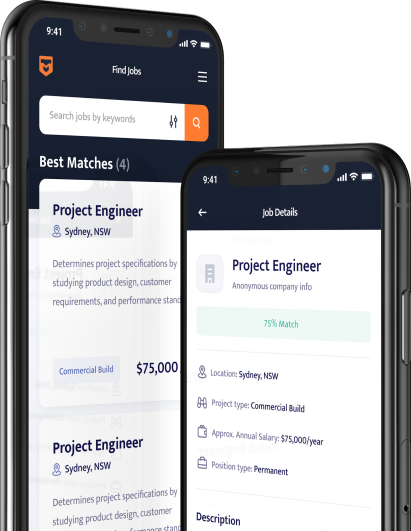 9:41
Find Jobs
Search jobs by keywords
Best Matches (4)
Project Engineer
Sydney, NSW
Determines project specifications by
studying product design, customer
requirements, and performance stand
Commercial Build
$75,000
Project Engineer
Sydney, NSW
Determines project specifications by
studying product design, customer
9:41
Job Details
Project Engineer
Anonymous company info
75% Match
Location: Sydney, NSW
Project type: Commercial Build
Approx. Annual Salary: $75,000/year
Position type: Permanent
Description